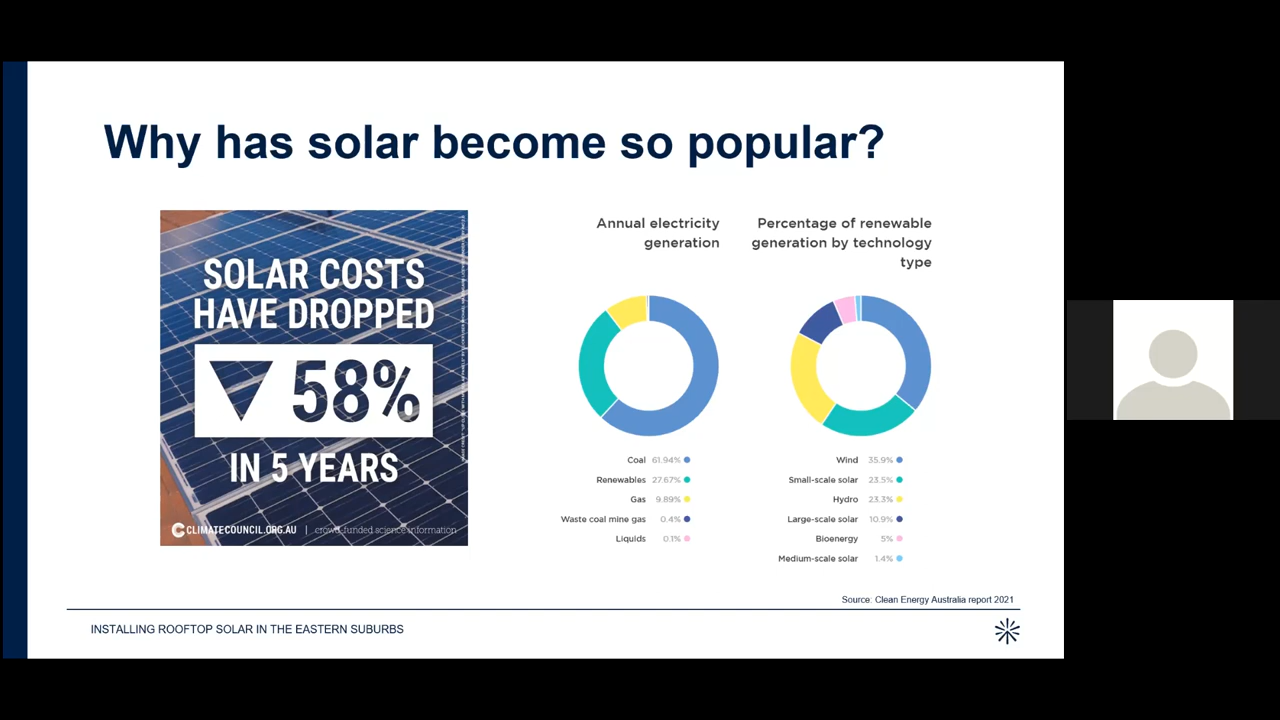 Why has solar become so popular?
SOLAR COSTS
HAVE DROPPED
58%
IN 5 YEARS
CLIMATECOUNCIL.ORG.AU | crowd-funded science information
Annual electricity
generation
Coal 61.94%
Renewables 27.67%
Gas 9.89%
Waste coal mine gas 0.4%
Liquids 0.1%
Percentage of renewable
generation by technology
type
Wind 35.9%
Small-scale solar 23.5%
Hydro 23.3%
Large-scale solar 10.9%
Bioenergy 5%
Medium-scale solar 1.4%
Source: Clean Energy Australia report 2021
INSTALLING ROOFTOP SOLAR IN THE EASTERN SUBURBS